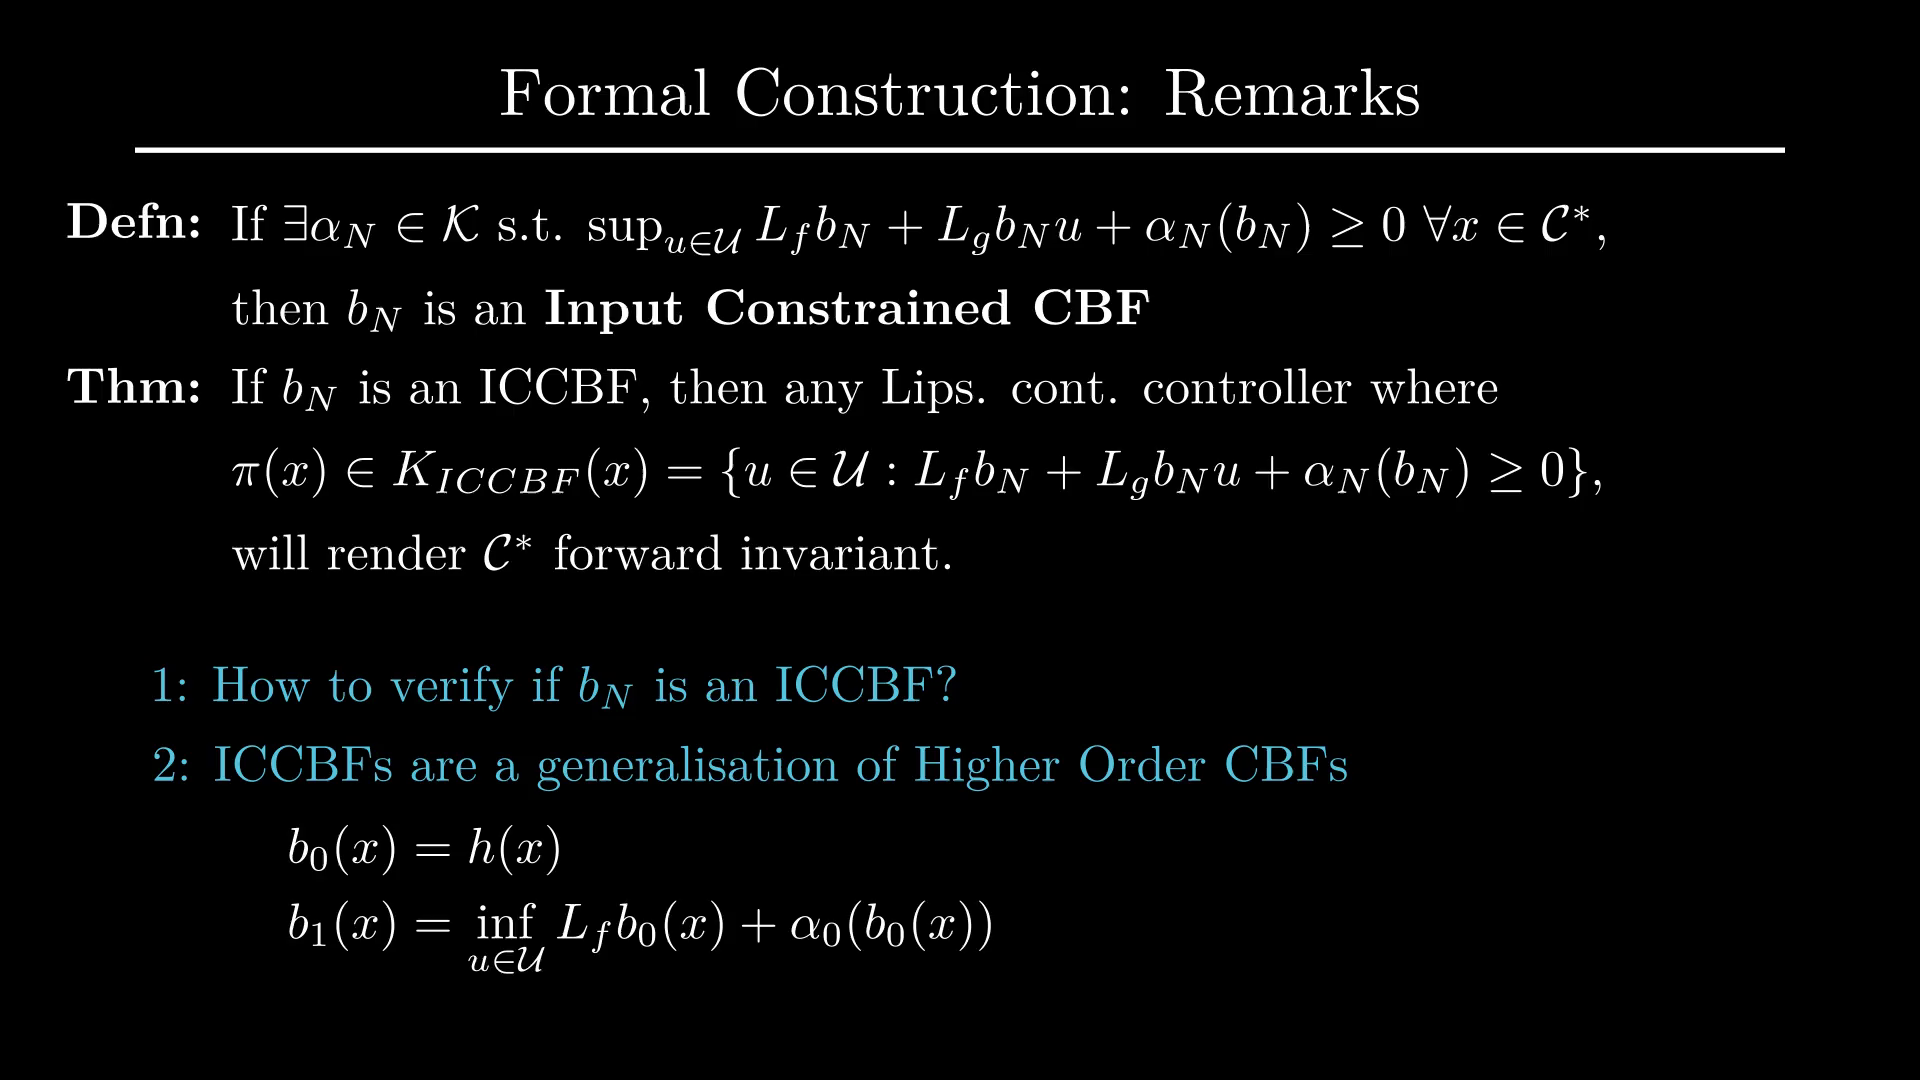 Formal Construction: Remarks
Defn: If ∃α_N ∈ 𝒦 s.t. sup_{u∈𝒰} L_f b_N + L_g b_N u + α_N(b_N) ≥ 0 ∀x ∈ 𝒞*,
then b_N is an Input Constrained CBF
Thm: If b_N is an ICCBF, then any Lips. cont. controller where
π(x) ∈ K_{ICCBF}(x) = {u ∈ 𝒰 : L_f b_N + L_g b_N u + α_N(b_N) ≥ 0},
will render 𝒞* forward invariant.
1: How to verify if b_N is an ICCBF?
2: ICCBFs are a generalisation of Higher Order CBFs
b_0(x) = h(x)
b_1(x) = inf_{u∈𝒰} L_f b_0(x) + α_0(b_0(x))